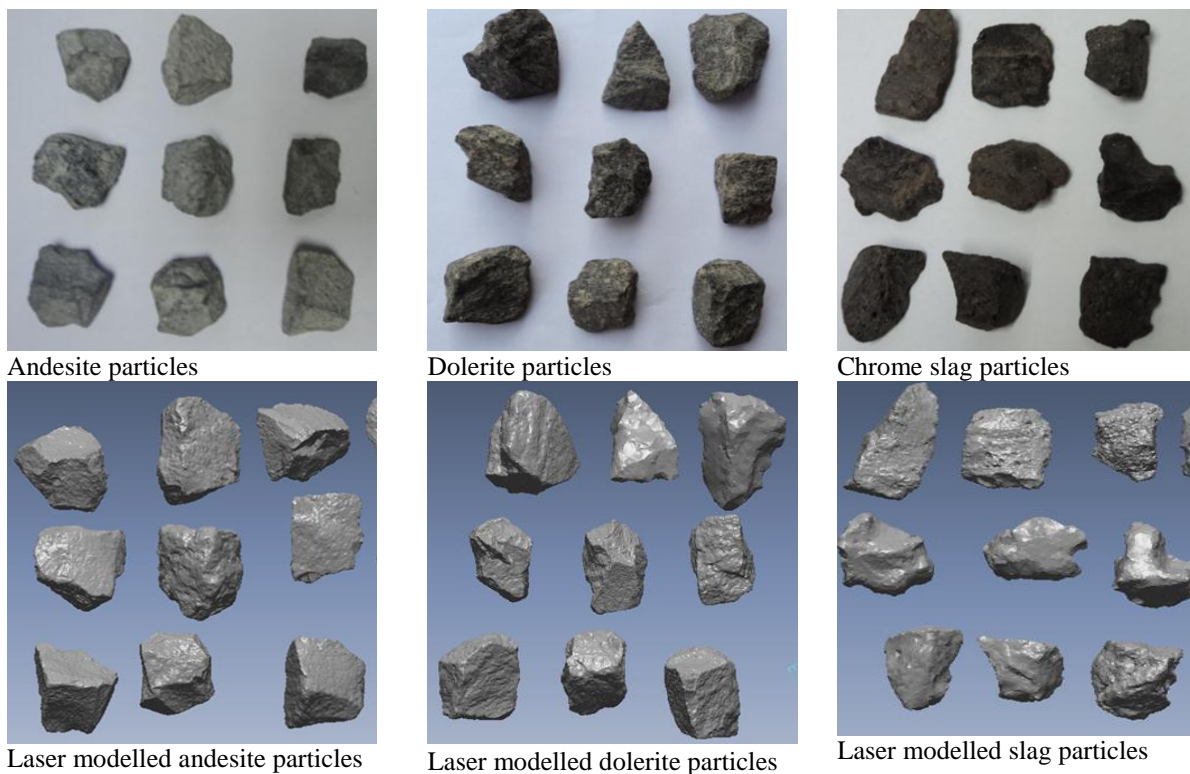 Andesite particles
Dolerite particles
Chrome slag particles
Laser modelled andesite particles
Laser modelled dolerite particles
Laser modelled slag particles